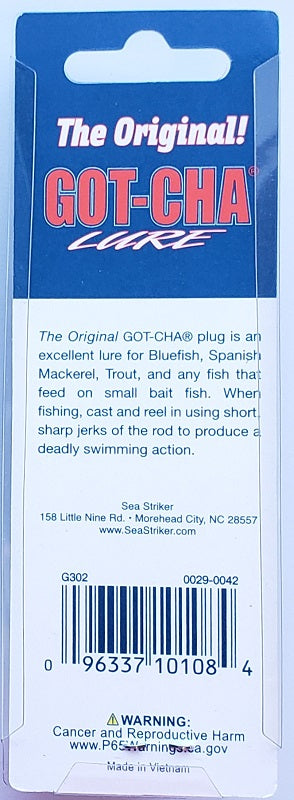 The Original!
GOT-CHA®
LURE
The Original GOT-CHA® plug is an
excellent lure for Bluefish, Spanish
Mackerel, Trout, and any fish that
feed on small bait fish. When
fishing, cast and reel in using short,
sharp jerks of the rod to produce a
deadly swimming action.
Sea Striker
158 Little Nine Rd. • Morehead City, NC 28557
www.SeaStriker.com
G302 0029-0042
0 96337 10108 4
⚠WARNING:
Cancer and Reproductive Harm
www.P65Warnings.ca.gov
Made in Vietnam